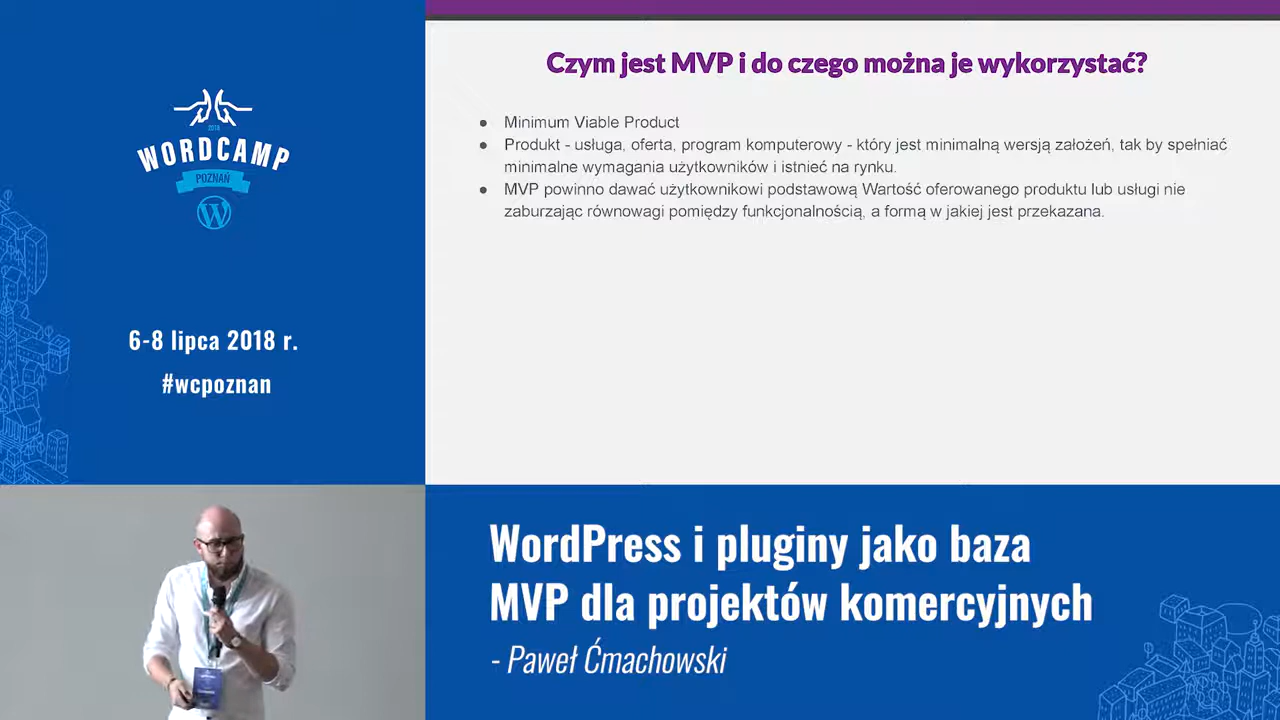 2018
WORDCAMP
POZNAŃ
6-8 lipca 2018 r.
#wcpoznan
Czym jest MVP i do czego można je wykorzystać?
● Minimum Viable Product
● Produkt - usługa, oferta, program komputerowy - który jest minimalną wersją założeń, tak by spełniać
minimalne wymagania użytkowników i istnieć na rynku.
● MVP powinno dawać użytkownikowi podstawową Wartość oferowanego produktu lub usługi nie
zaburzając równowagi pomiędzy funkcjonalnością, a formą w jakiej jest przekazana.
WordPress i pluginy jako baza
MVP dla projektów komercyjnych
- Paweł Ćmachowski